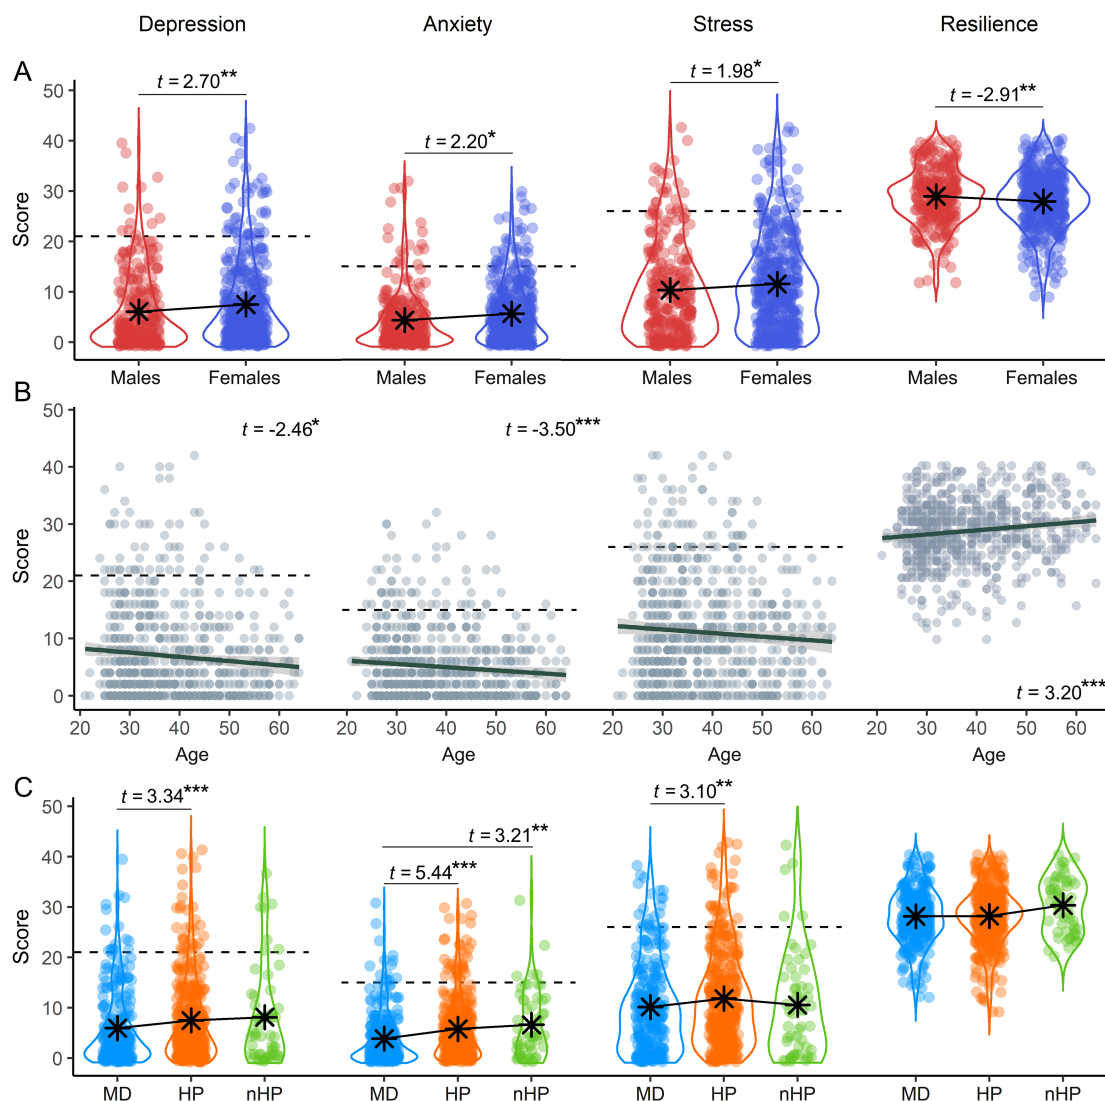 Depression Anxiety Stress Resilience
A
t = 2.70** t = 2.20* t = 1.98* t = -2.91**
Score
50
40
30
20
10
0
Males Females Males Females Males Females Males Females
B
t = -2.46* t = -3.50*** t = 3.20***
Score
50
40
30
20
10
0
20 30 40 50 60 20 30 40 50 60 20 30 40 50 60 20 30 40 50 60
Age Age Age Age
C
t = 3.34*** t = 3.21** t = 5.44*** t = 3.10**
Score
50
40
30
20
10
0
MD HP nHP MD HP nHP MD HP nHP MD HP nHP